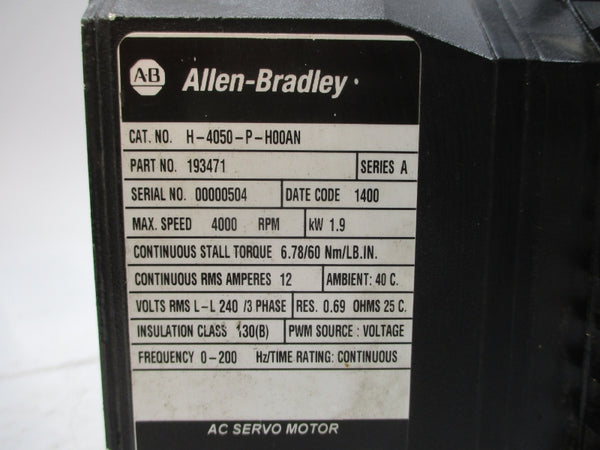 AB Allen-Bradley
CAT. NO. H-4050-P-H00AN
PART NO. 193471 SERIES A
SERIAL NO. 00000504 DATE CODE 1400
MAX. SPEED 4000 RPM kW 1.9
CONTINUOUS STALL TORQUE 6.78/60 Nm/LB.IN.
CONTINUOUS RMS AMPERES 12 AMBIENT: 40 C.
VOLTS RMS L-L 240 /3 PHASE RES. 0.69 OHMS 25 C.
INSULATION CLASS 130(B) PWM SOURCE : VOLTAGE
FREQUENCY 0-200 Hz/TIME RATING: CONTINUOUS
AC SERVO MOTOR